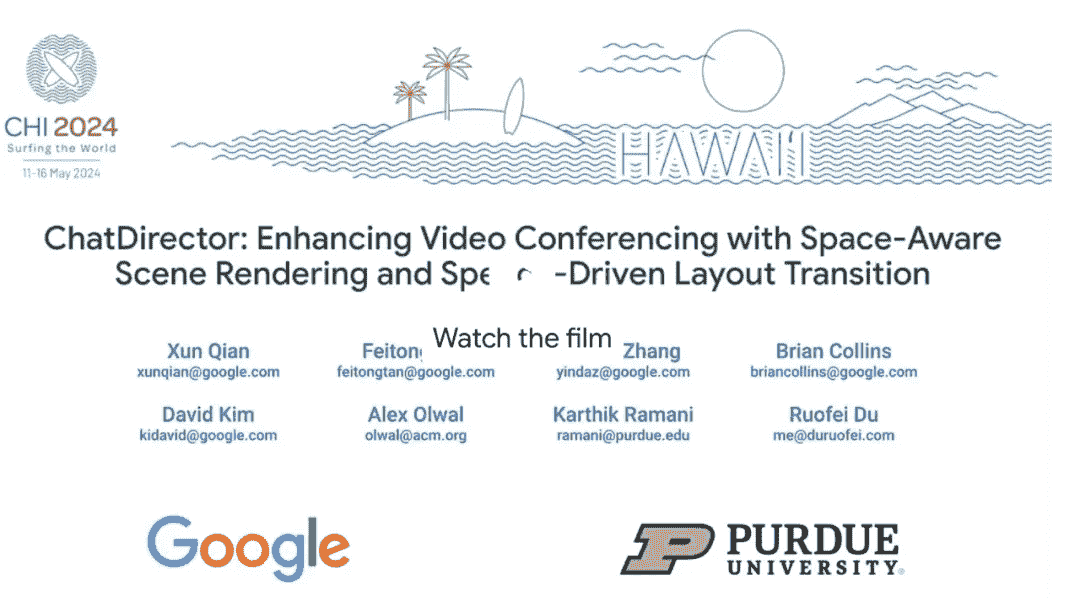 CHI 2024
Surfing the World
11-16 May 2024
HAWAI'I
ChatDirector: Enhancing Video Conferencing with Space-Aware
Scene Rendering and Spe -Driven Layout Transition
Watch the film
Xun Qian Feiton Zhang Brian Collins
xunqian@google.com feitongtan@google.com yindaz@google.com briancollins@google.com
David Kim Alex Olwal Karthik Ramani Ruofei Du
kidavid@google.com olwal@acm.org ramani@purdue.edu me@duruofei.com
Google P PURDUE
UNIVERSITY®